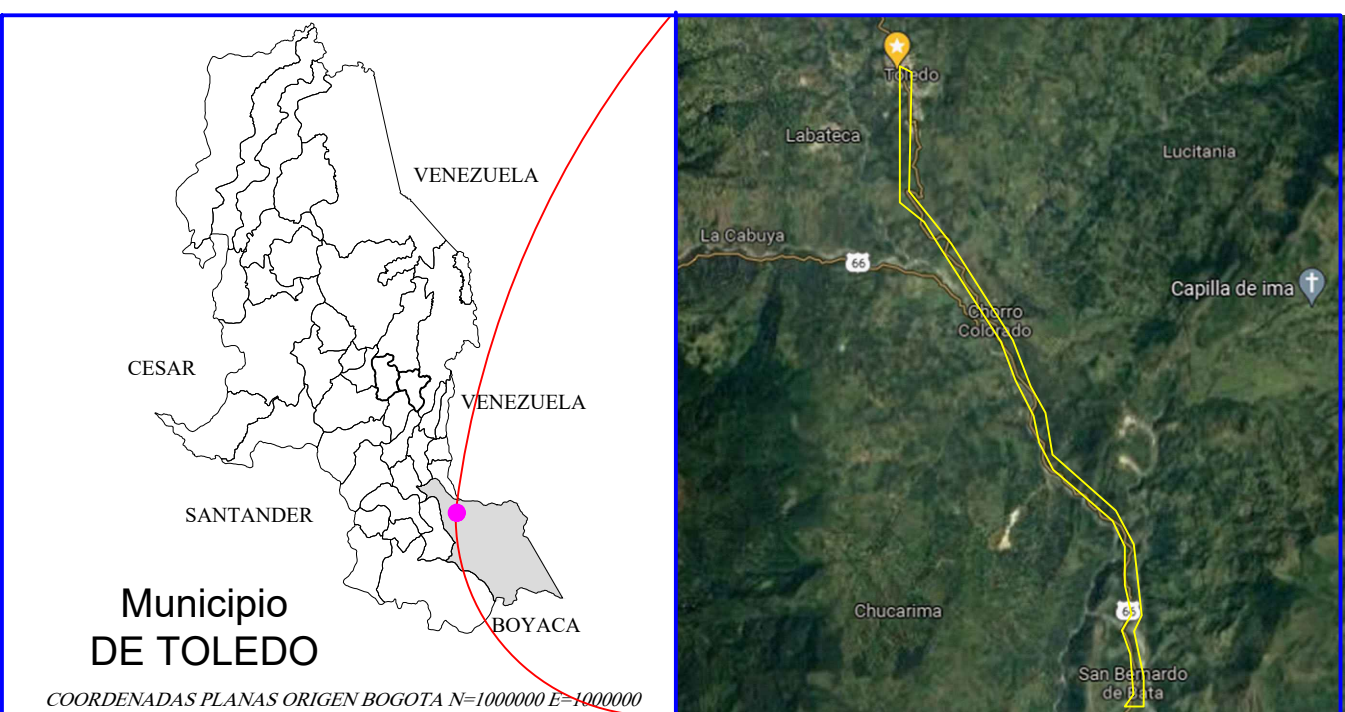 VENEZUELA
CESAR
VENEZUELA
SANTANDER
BOYACA
Municipio
DE TOLEDO
COORDENADAS PLANAS ORIGEN BOGOTA N=1000000 E=1000000
Toledo
Labateca
Lucitania
La Cabuya
66
Capilla de ima
Chorro
Colorado
Chucarima
66
San Bernardo
de Bata